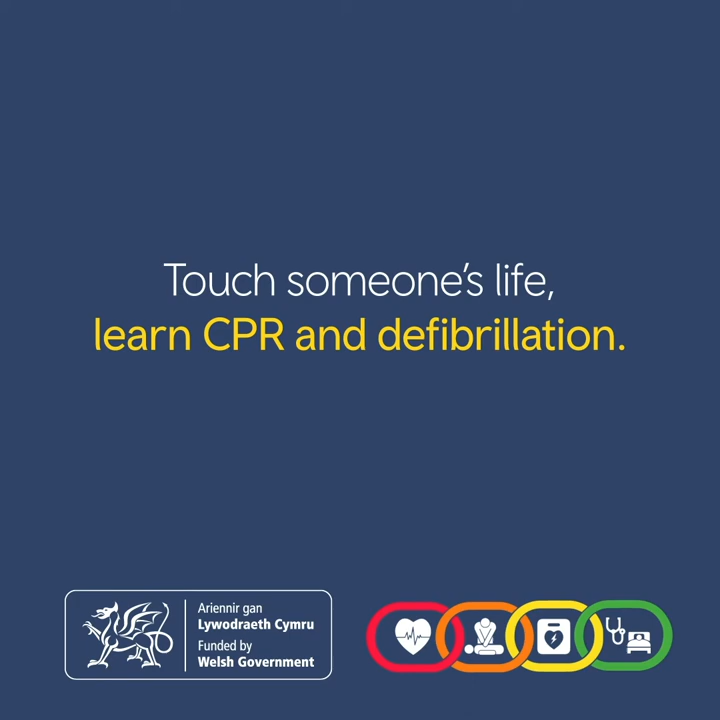 Touch someone's life,
learn CPR and defibrillation.
Ariennir gan
Lywodraeth Cymru
Funded by
Welsh Government